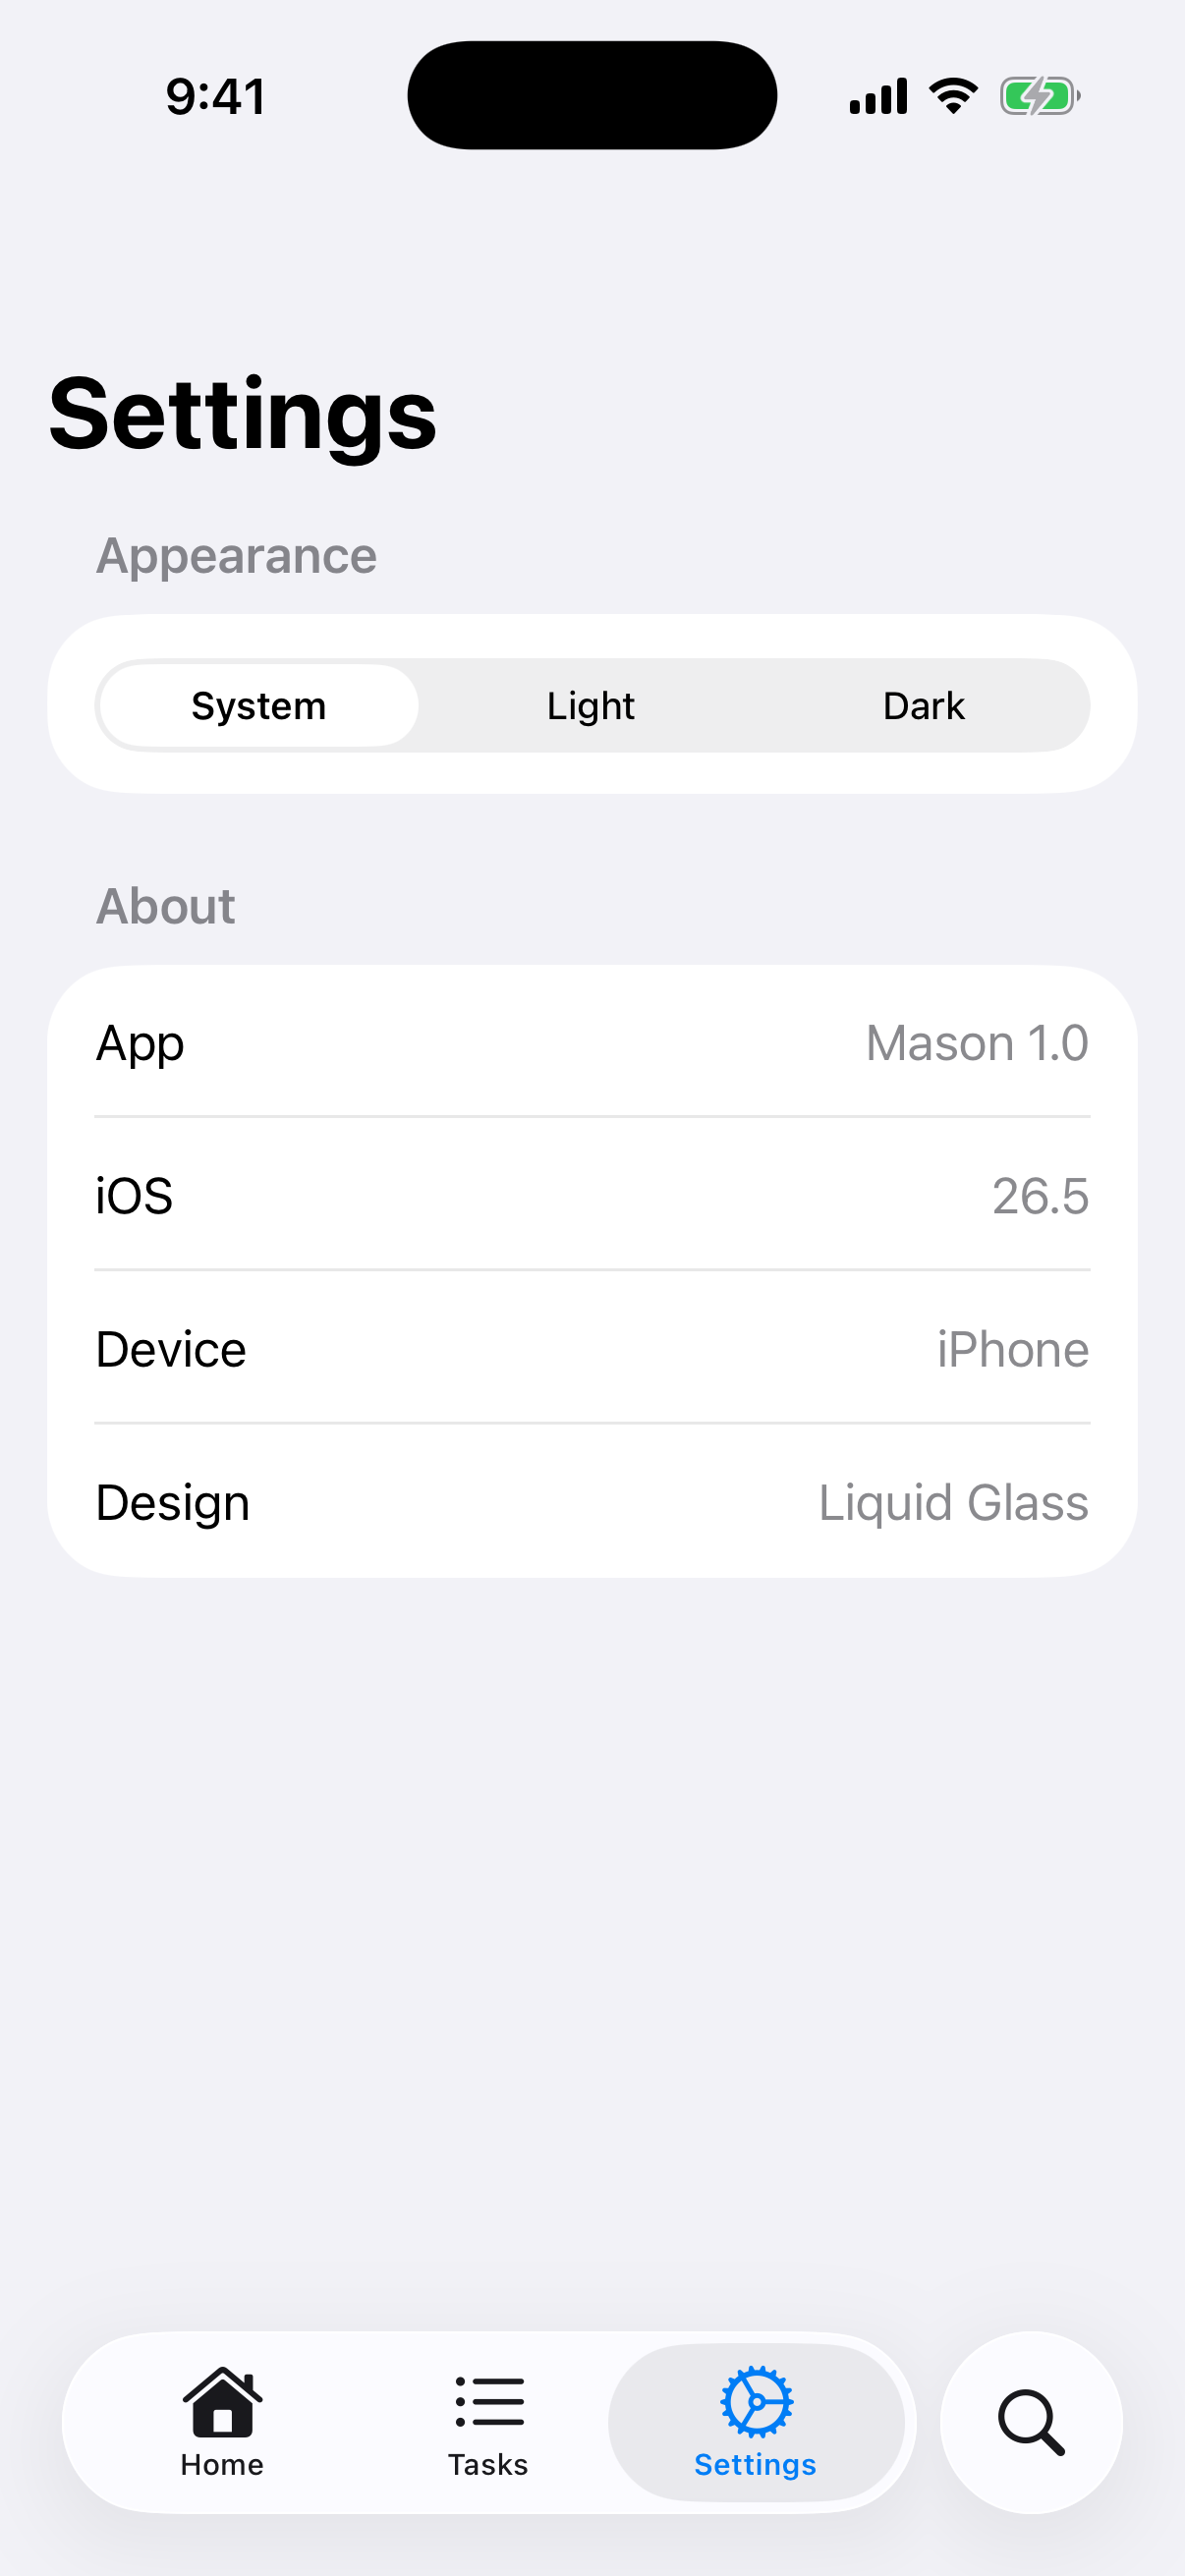 9:41
Settings
Appearance
System Light Dark
About
App Mason 1.0
iOS 26.5
Device iPhone
Design Liquid Glass
Home Tasks Settings